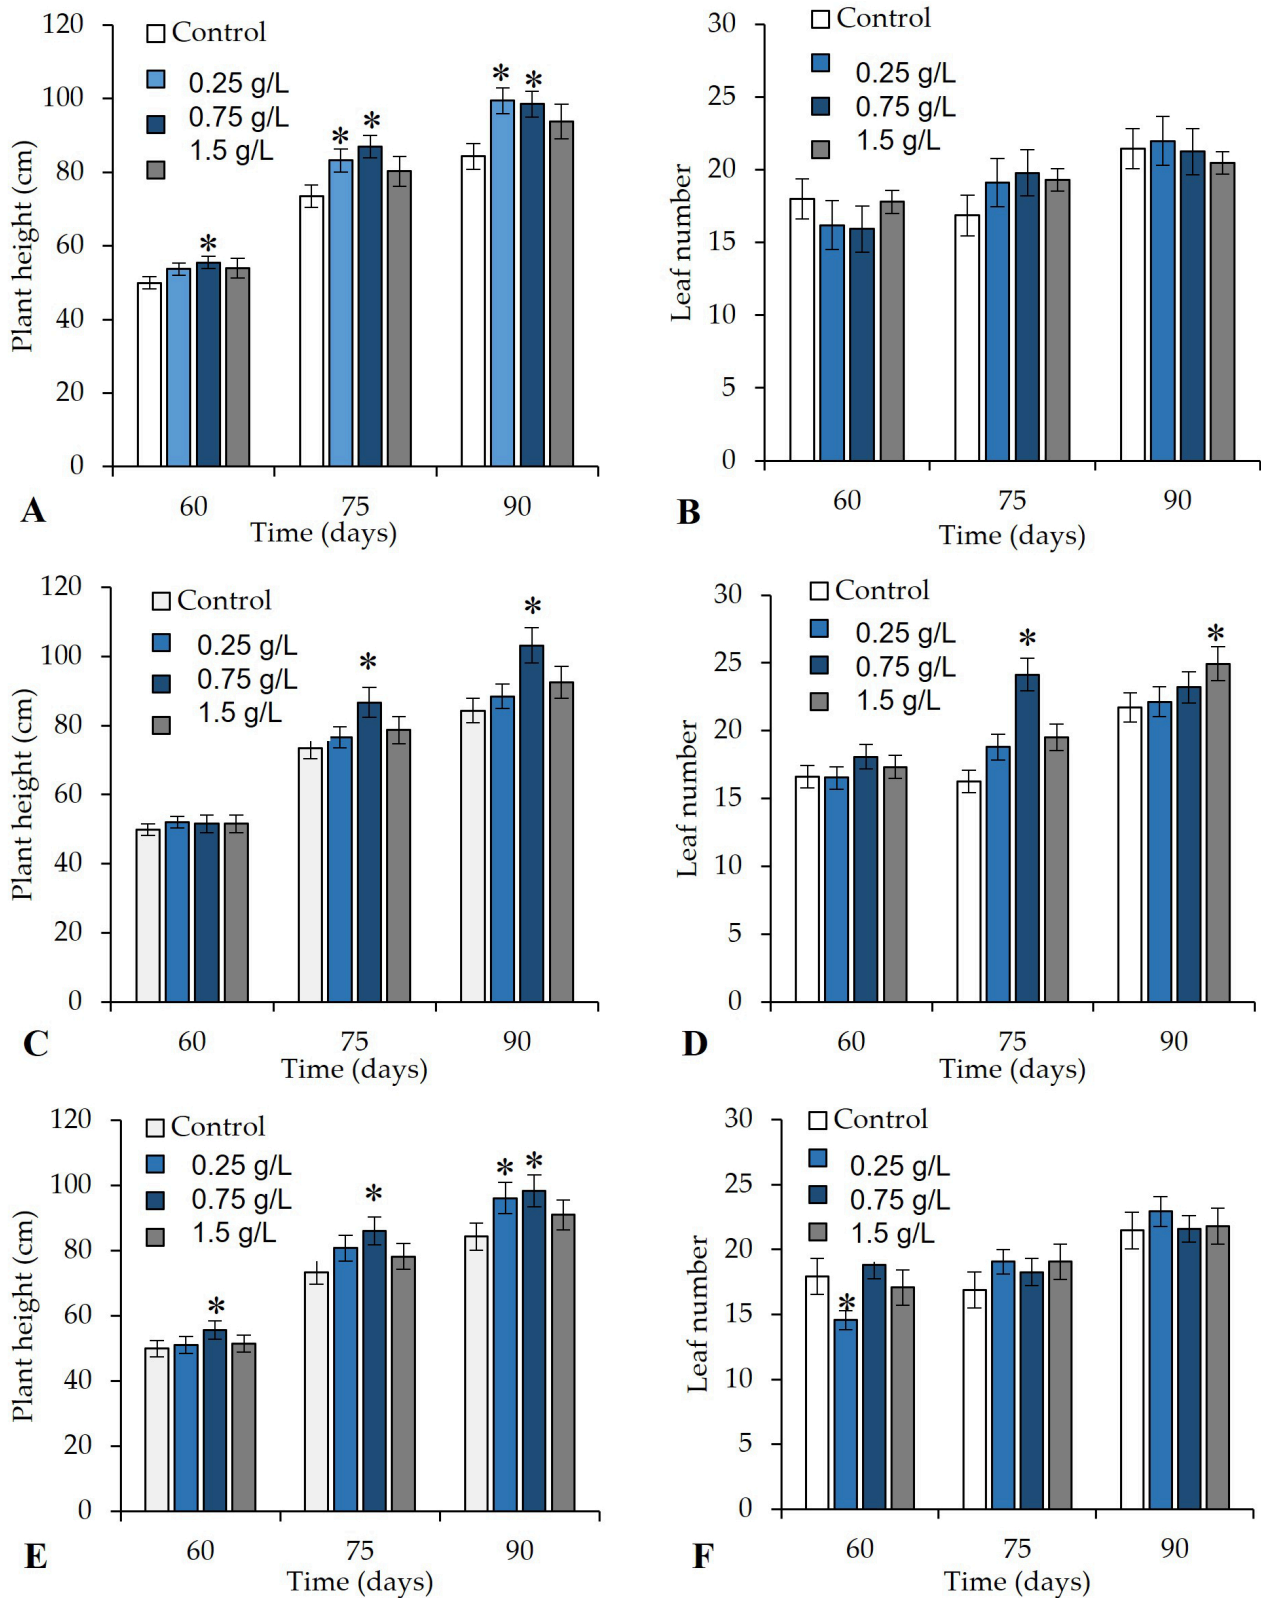 120
100
80
60
40
20
0
Plant height (cm)
Control
0.25 g/L
0.75 g/L
1.5 g/L
*
* *
* *
60 75 90
Time (days)
A
30
25
20
15
10
5
0
Leaf number
Control
0.25 g/L
0.75 g/L
1.5 g/L
60 75 90
Time (days)
B
120
100
80
60
40
20
0
Plant height (cm)
Control
0.25 g/L
0.75 g/L
1.5 g/L
*
*
60 75 90
Time (days)
C
30
25
20
15
10
5
0
Leaf number
Control
0.25 g/L
0.75 g/L
1.5 g/L
*
*
60 75 90
Time (days)
D
120
100
80
60
40
20
0
Plant height (cm)
Control
0.25 g/L
0.75 g/L
1.5 g/L
*
*
* *
60 75 90
Time (days)
E
30
25
20
15
10
5
0
Leaf number
Control
0.25 g/L
0.75 g/L
1.5 g/L
*
60 75 90
Time (days)
F